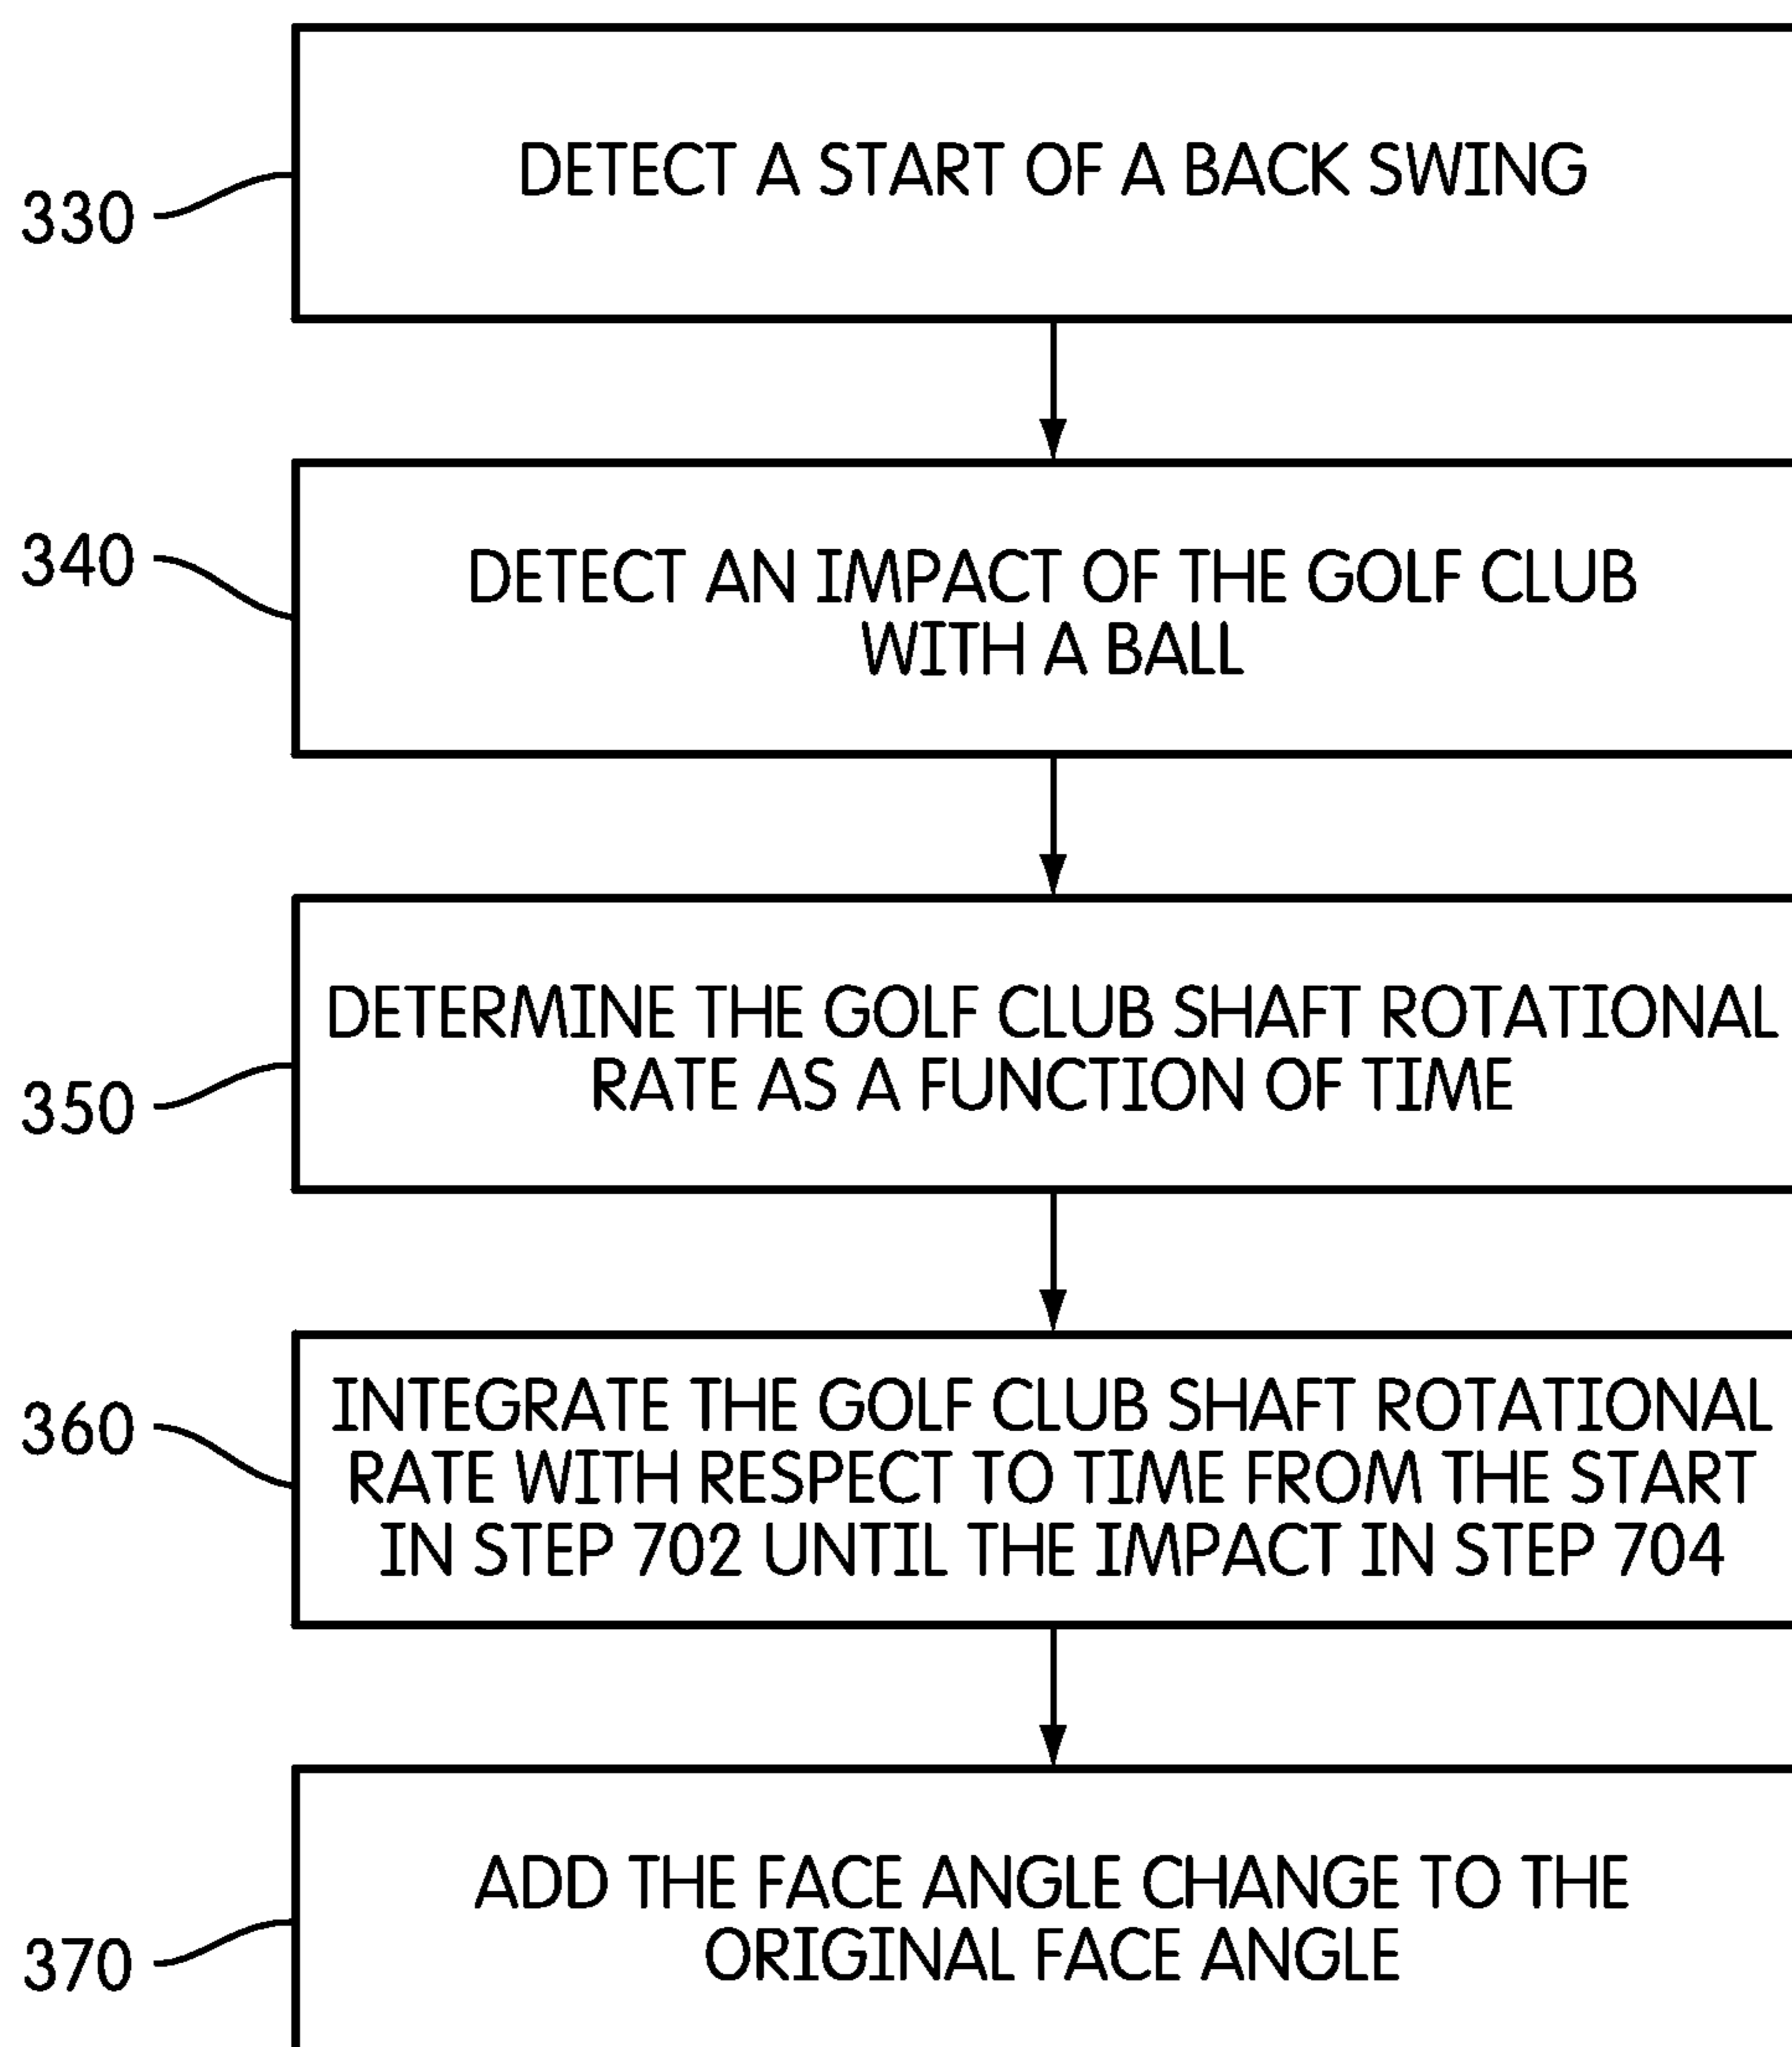 330
DETECT A START OF A BACK SWING
340
DETECT AN IMPACT OF THE GOLF CLUB
WITH A BALL
350
DETERMINE THE GOLF CLUB SHAFT ROTATIONAL
RATE AS A FUNCTION OF TIME
360
INTEGRATE THE GOLF CLUB SHAFT ROTATIONAL
RATE WITH RESPECT TO TIME FROM THE START
IN STEP 702 UNTIL THE IMPACT IN STEP 704
370
ADD THE FACE ANGLE CHANGE TO THE
ORIGINAL FACE ANGLE